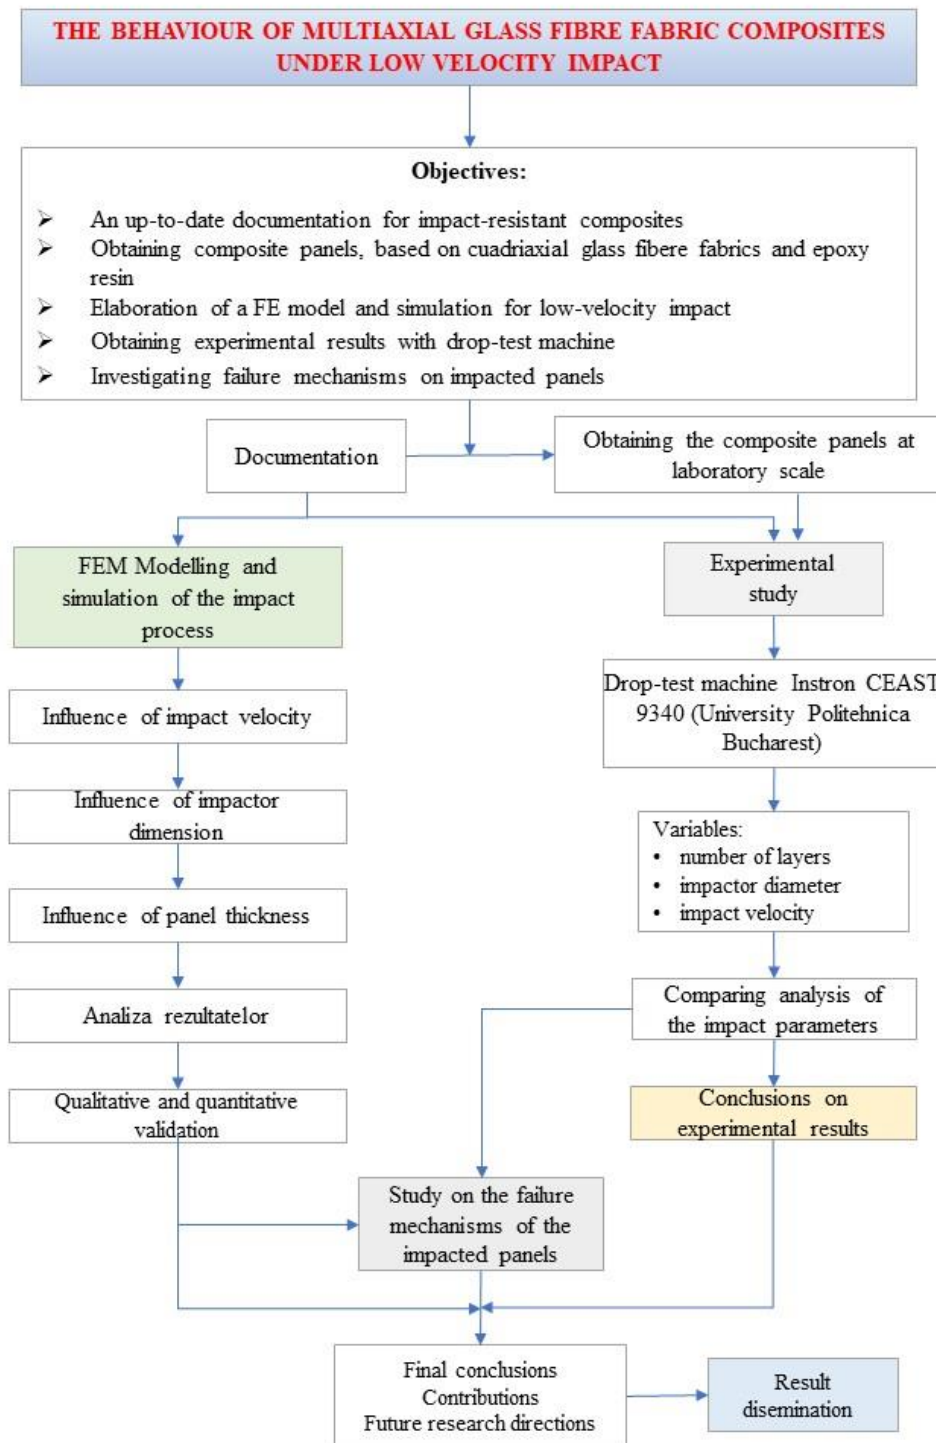 THE BEHAVIOUR OF MULTIAXIAL GLASS FIBRE FABRIC COMPOSITES
UNDER LOW VELOCITY IMPACT
Objectives:
➢ An up-to-date documentation for impact-resistant composites
➢ Obtaining composite panels, based on cuadriaxial glass fibere fabrics and epoxy
resin
➢ Elaboration of a FE model and simulation for low-velocity impact
➢ Obtaining experimental results with drop-test machine
➢ Investigating failure mechanisms on impacted panels
Documentation
Obtaining the composite panels at
laboratory scale
FEM Modelling and
simulation of the impact
process
Influence of impact velocity
Influence of impactor
dimension
Influence of panel thickness
Analiza rezultatelor
Qualitative and quantitative
validation
Experimental
study
Drop-test machine Instron CEAST
9340 (University Politehnica
Bucharest)
Variables:
• number of layers
• impactor diameter
• impact velocity
Comparing analysis of
the impact parameters
Conclusions on
experimental results
Study on the failure
mechanisms of the
impacted panels
Final conclusions
Contributions
Future research directions
Result
disemination